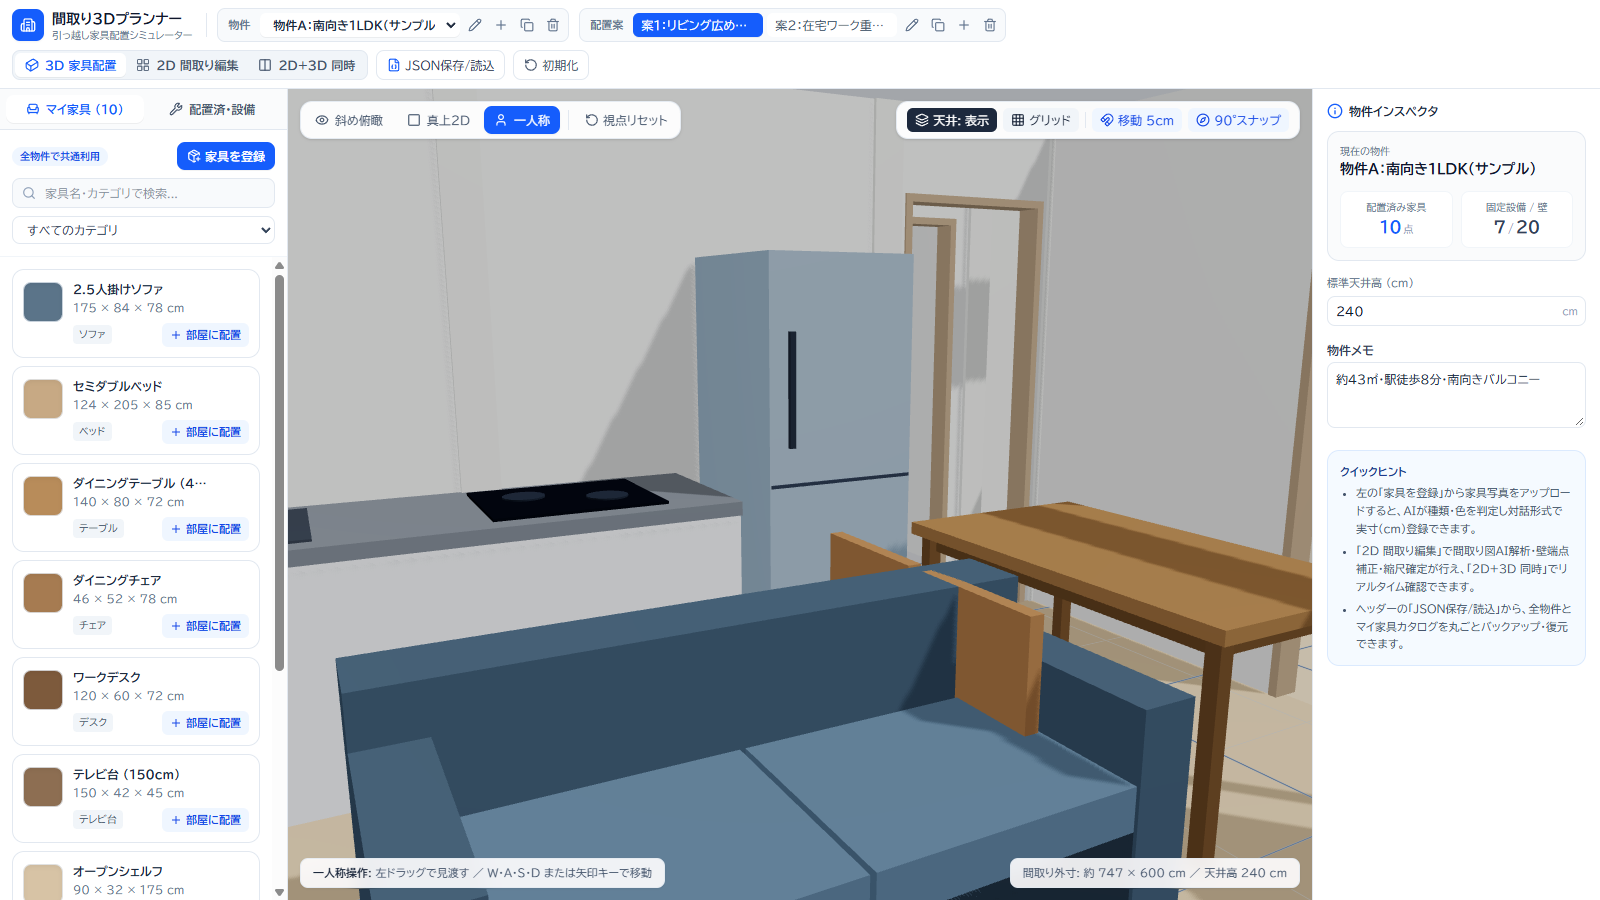 間取り3Dプランナー
引っ越し家具配置シミュレーター
物件
物件A:南向き1LDK(サンプル
配置案
案1:リビング広め…
案2:在宅ワーク重…
3D 家具配置
2D 間取り編集
2D+3D 同時
JSON保存/読込
初期化
マイ家具 (10)
配置済・設備
全物件で共通利用
家具を登録
家具名・カテゴリで検索...
すべてのカテゴリ
2.5人掛けソファ
175 × 84 × 78 cm
ソファ
+ 部屋に配置
セミダブルベッド
124 × 205 × 85 cm
ベッド
+ 部屋に配置
ダイニングテーブル (4…
140 × 80 × 72 cm
テーブル
+ 部屋に配置
ダイニングチェア
46 × 52 × 78 cm
チェア
+ 部屋に配置
ワークデスク
120 × 60 × 72 cm
デスク
+ 部屋に配置
テレビ台 (150cm)
150 × 42 × 45 cm
テレビ台
+ 部屋に配置
オープンシェルフ
90 × 32 × 175 cm
斜め俯瞰
真上2D
一人称
視点リセット
天井: 表示
グリッド
移動 5cm
90°スナップ
一人称操作: 左ドラッグで見渡す / W・A・S・D または矢印キーで移動
間取り外寸: 約 747 × 600 cm / 天井高 240 cm
物件インスペクタ
現在の物件
物件A:南向き1LDK(サンプル)
配置済み家具
10 点
固定設備 / 壁
7 / 20
標準天井高 (cm)
240
cm
物件メモ
約43㎡・駅徒歩8分・南向きバルコニー
クイックヒント
• 左の「家具を登録」から家具写真をアップロー
ドすると、AIが種類・色を判定し対話形式で
実寸(cm)登録できます。
• 「2D 間取り編集」で間取り図AI解析・壁端点
補正・縮尺確定が行え、「2D+3D 同時」でリ
アルタイム確認できます。
• ヘッダーの「JSON保存/読込」から、全物件と
マイ家具カタログを丸ごとバックアップ・復元
できます。